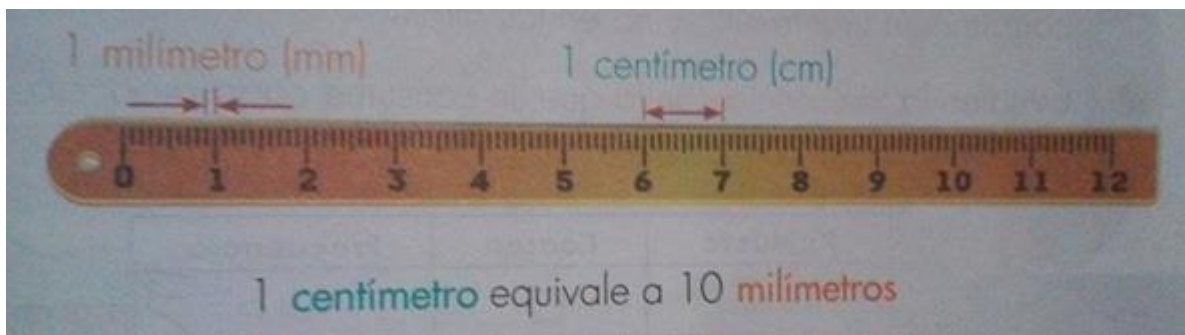 1 milímetro (mm) 1 centímetro (cm)
0 1 2 3 4 5 6 7 8 9 10 11 12
1 centímetro equivale a 10 milímetros